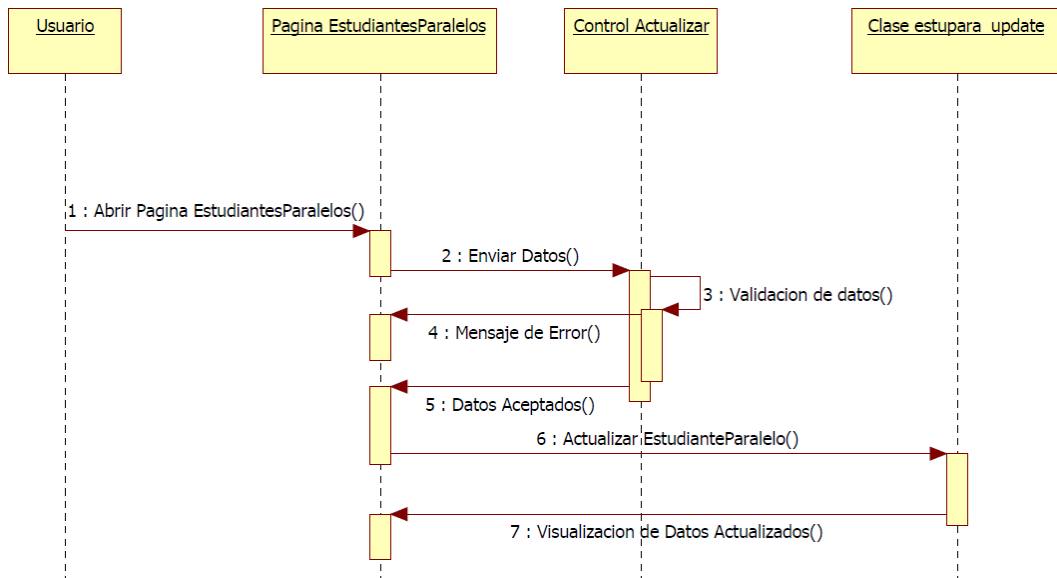 Usuario
Pagina EstudiantesParalelos
Control Actualizar
Clase estupara_update
1 : Abrir Pagina EstudiantesParalelos()
2 : Enviar Datos()
3 : Validacion de datos()
4 : Mensaje de Error()
5 : Datos Aceptados()
6 : Actualizar EstudianteParalelo()
7 : Visualizacion de Datos Actualizados()